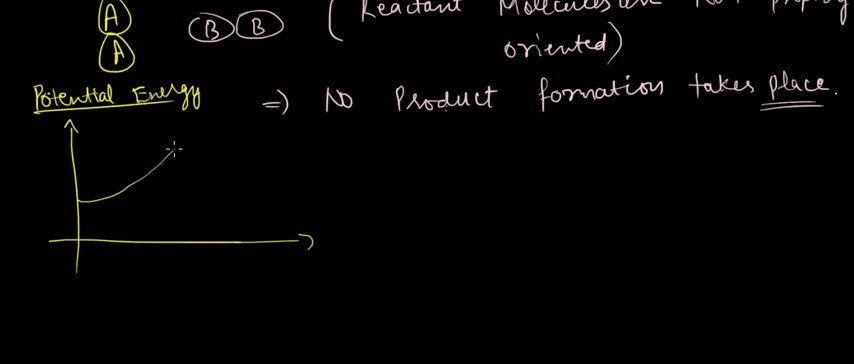 (Reactant Molecules are Not properly
A
B B
A
oriented)
Potential Energy
=) No Product formation takes place.